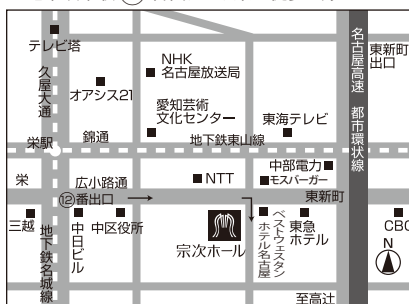 テレビ塔
久屋大通
オアシス21
NHK
名古屋放送局
愛知芸術
文化センター
東海テレビ
名古屋高速 都市環状線
東新町
出口
栄駅
錦通
地下鉄東山線
中部電力
モスバーガー
NTT
栄
広小路通
東新町
⑫番出口
三越
地下鉄名城線
中日ビル
中区役所
宗次ホール
ベストウェスタン
ホテル名古屋
東急
ホテル
CBC
N
至高辻